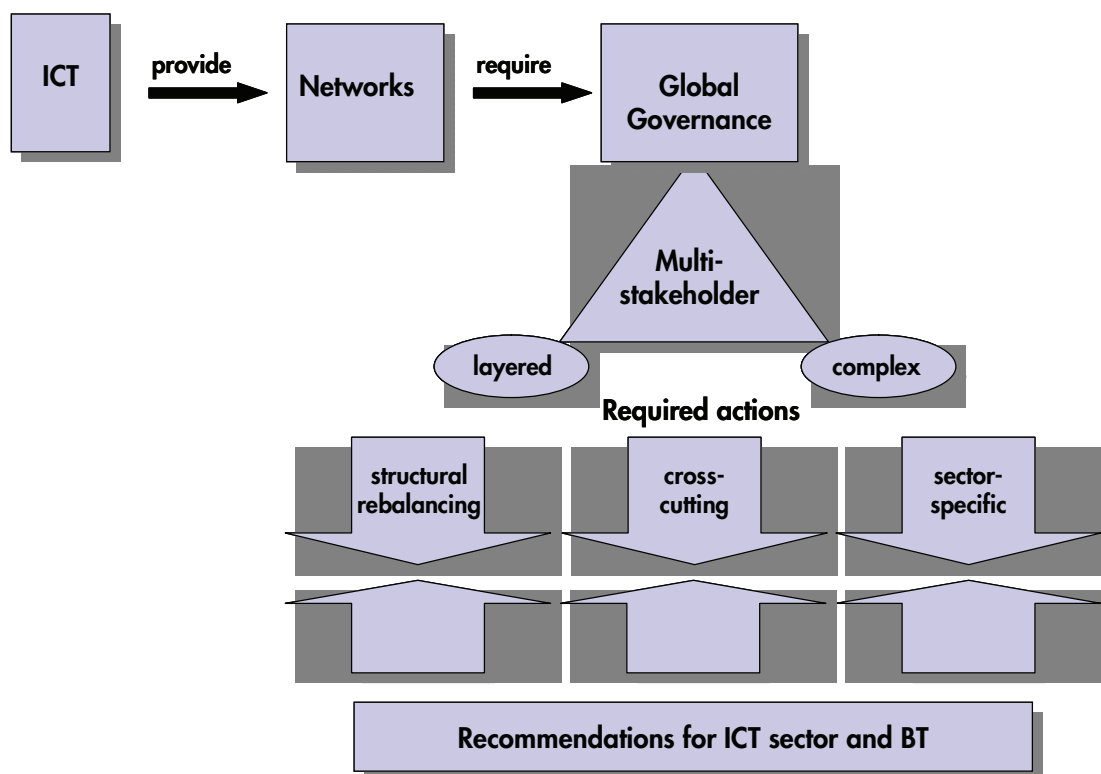 ICT
provide
Networks
require
Global
Governance
Multi-
stakeholder
layered
complex
Required actions
structural
rebalancing
cross-
cutting
sector-
specific
Recommendations for ICT sector and BT